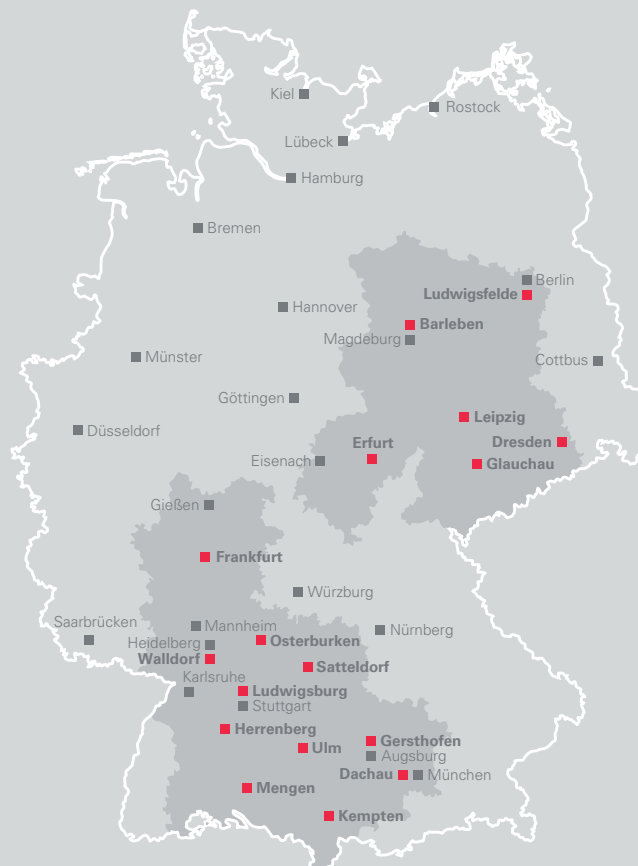 Kiel
Rostock
Lübeck
Hamburg
Bremen
Berlin
Ludwigsfelde
Hannover
Barleben
Magdeburg
Münster
Cottbus
Göttingen
Leipzig
Düsseldorf
Erfurt
Dresden
Eisenach
Glauchau
Gießen
Frankfurt
Würzburg
Saarbrücken
Mannheim
Nürnberg
Heidelberg
Osterburken
Walldorf
Satteldorf
Karlsruhe
Ludwigsburg
Stuttgart
Herrenberg
Gersthofen
Ulm
Augsburg
Dachau
München
Mengen
Kempten